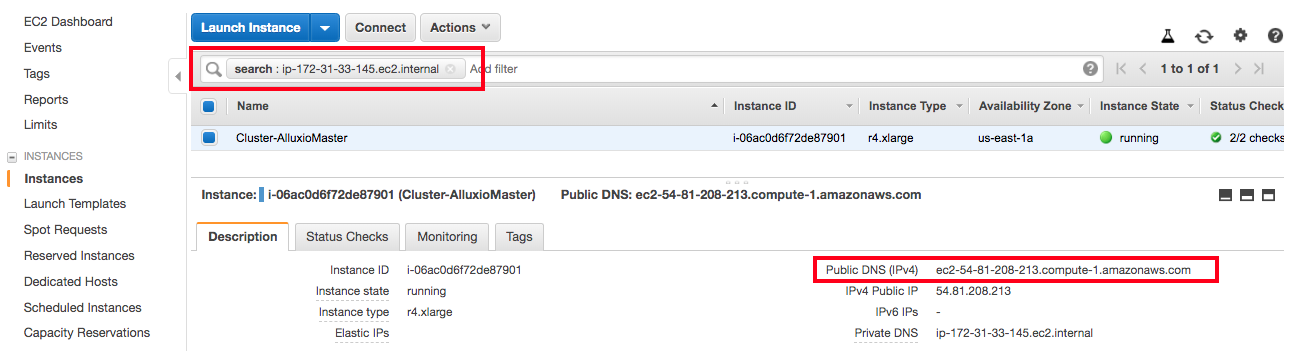 EC2 Dashboard
Events
Tags
Reports
Limits
INSTANCES
Instances
Launch Templates
Spot Requests
Reserved Instances
Dedicated Hosts
Scheduled Instances
Capacity Reservations
Launch Instance Connect Actions
search : ip-172-31-33-145.ec2.internal Add filter 1 to 1 of 1
Name Instance ID Instance Type Availability Zone Instance State Status Check
Cluster-AlluxioMaster i-06ac0d6f72de87901 r4.xlarge us-east-1a running 2/2 checks
Instance: i-06ac0d6f72de87901 (Cluster-AlluxioMaster) Public DNS: ec2-54-81-208-213.compute-1.amazonaws.com
Description Status Checks Monitoring Tags
Instance ID i-06ac0d6f72de87901 Public DNS (IPv4) ec2-54-81-208-213.compute-1.amazonaws.com
Instance state running IPv4 Public IP 54.81.208.213
Instance type r4.xlarge IPv6 IPs -
Elastic IPs Private DNS ip-172-31-33-145.ec2.internal